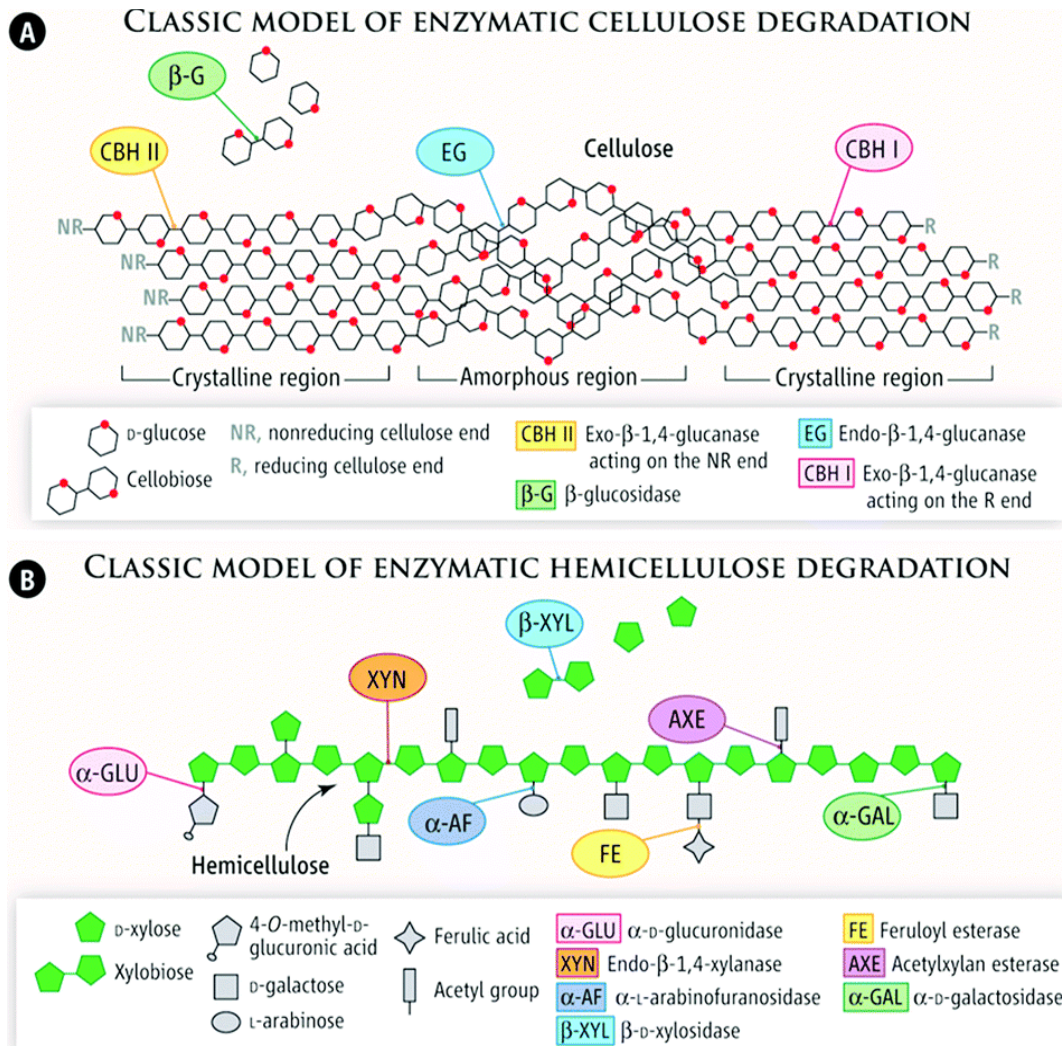 A CLASSIC MODEL OF ENZYMATIC CELLULOSE DEGRADATION
β-G
CBH II
EG
Cellulose
CBH I
NR
R
NR
R
NR
R
NR
R
Crystalline region
Amorphous region
Crystalline region
D-glucose
Cellobiose
NR, nonreducing cellulose end
R, reducing cellulose end
CBH II Exo-β-1,4-glucanase
acting on the NR end
β-G β-glucosidase
EG Endo-β-1,4-glucanase
CBH I Exo-β-1,4-glucanase
acting on the R end
B CLASSIC MODEL OF ENZYMATIC HEMICELLULOSE DEGRADATION
β-XYL
XYN
AXE
α-GLU
α-AF
α-GAL
FE
Hemicellulose
D-xylose
Xylobiose
4-O-methyl-D-
glucuronic acid
D-galactose
L-arabinose
Ferulic acid
Acetyl group
α-GLU α-D-glucuronidase
XYN Endo-β-1,4-xylanase
α-AF α-L-arabinofuranosidase
β-XYL β-D-xylosidase
FE Feruloyl esterase
AXE Acetylxylan esterase
α-GAL α-D-galactosidase